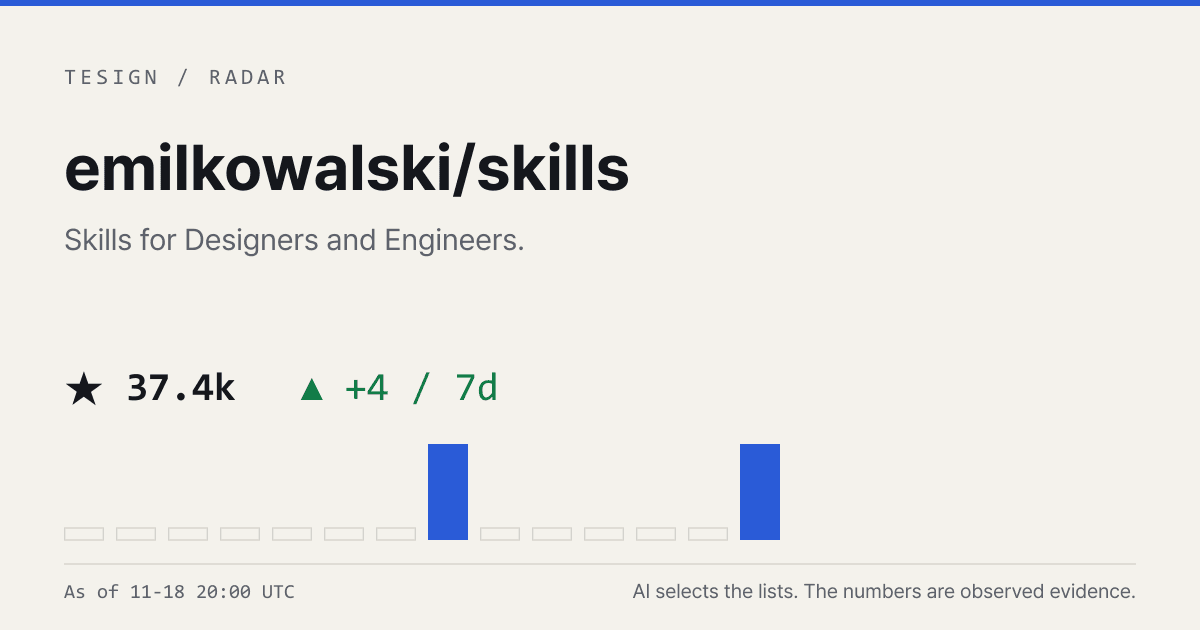 TESIGN / RADAR
emilkowalski/skills
Skills for Designers and Engineers.
★ 37.4k ▲ +4 / 7d
As of 11-18 20:00 UTC
AI selects the lists. The numbers are observed evidence.